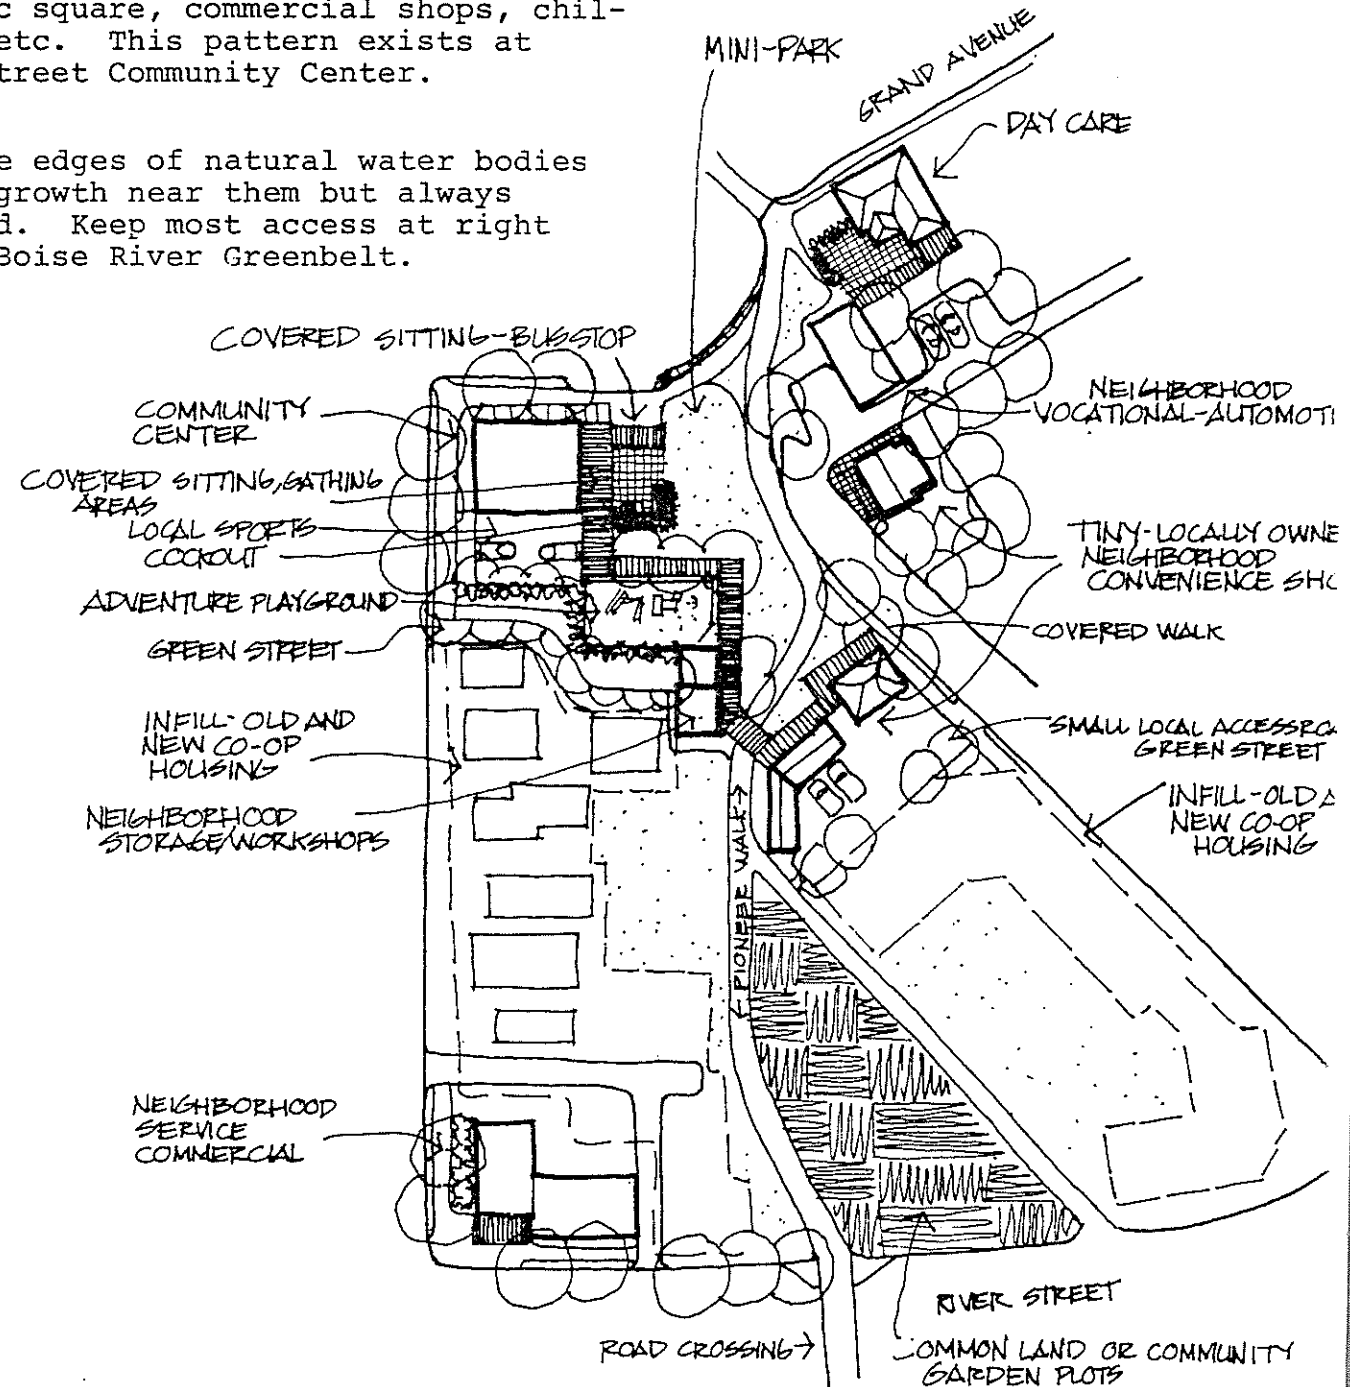 c square, commercial shops, chil-
etc.  This pattern exists at
treet Community Center.
e edges of natural water bodies
growth near them but always
d.  Keep most access at right
Boise River Greenbelt.
MINI-PARK
GRAND AVENUE
DAY CARE
COVERED SITTING-BUSSTOP
COMMUNITY
CENTER
COVERED SITTING, GATHING
AREAS
LOCAL SPORTS
COOKOUT
ADVENTURE PLAYGROUND
GREEN STREET
INFILL-OLD AND
NEW CO-OP
HOUSING
NEIGHBORHOOD
STORAGE/WORKSHOPS
NEIGHBORHOOD
VOCATIONAL-AUTOMOTI
TINY-LOCALLY OWNE
NEIGHBORHOOD
CONVENIENCE SHO
COVERED WALK
SMALL LOCAL ACCESSROA
GREEN STREET
INFILL-OLD A
NEW CO-OP
HOUSING
PIONEER WALK
NEIGHBORHOOD
SERVICE
COMMERCIAL
RIVER STREET
ROAD CROSSING
COMMON LAND OR COMMUNITY
GARDEN PLOTS